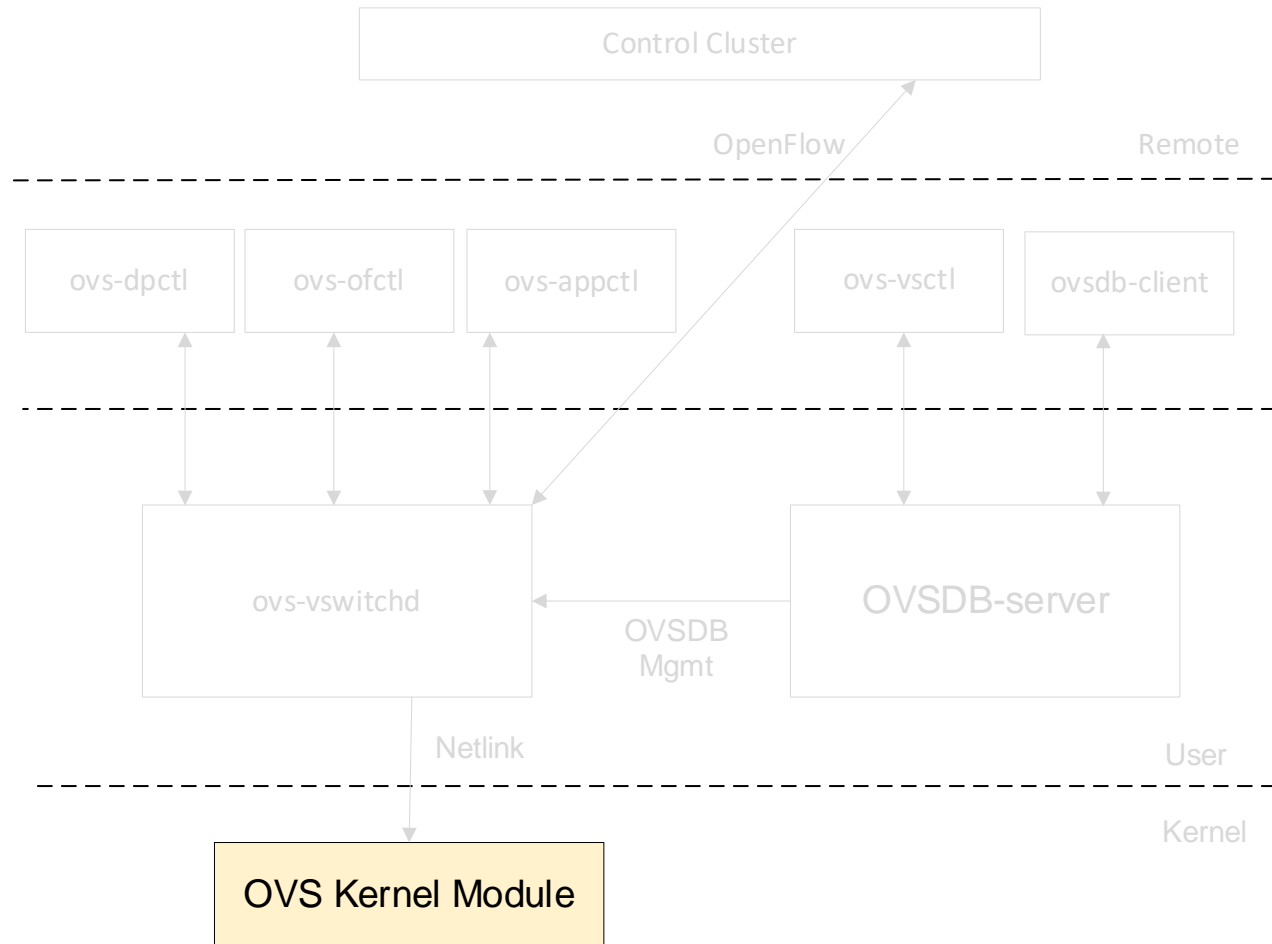 Control Cluster
OpenFlow
Remote
ovs-dpctl
ovs-ofctl
ovs-appctl
ovs-vsctl
ovsdb-client
ovs-vswitchd
OVSDB
Mgmt
OVSDB-server
Netlink
User
Kernel
OVS Kernel Module